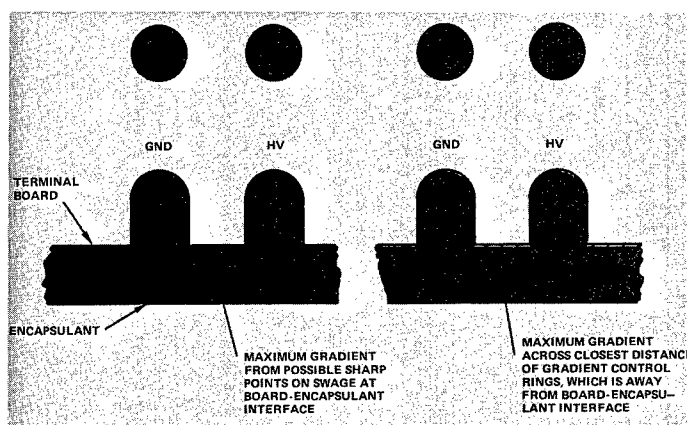 GND
HV
GND
HV
TERMINAL
BOARD
ENCAPSULANT
MAXIMUM GRADIENT
FROM POSSIBLE SHARP
POINTS ON SWAGE AT
BOARD-ENCAPSULANT
INTERFACE
MAXIMUM GRADIENT
ACROSS CLOSEST DISTANC
OF GRADIENT CONTROL
RINGS, WHICH IS AWAY
FROM BOARD-ENCAPSU-
LANT INTERFACE